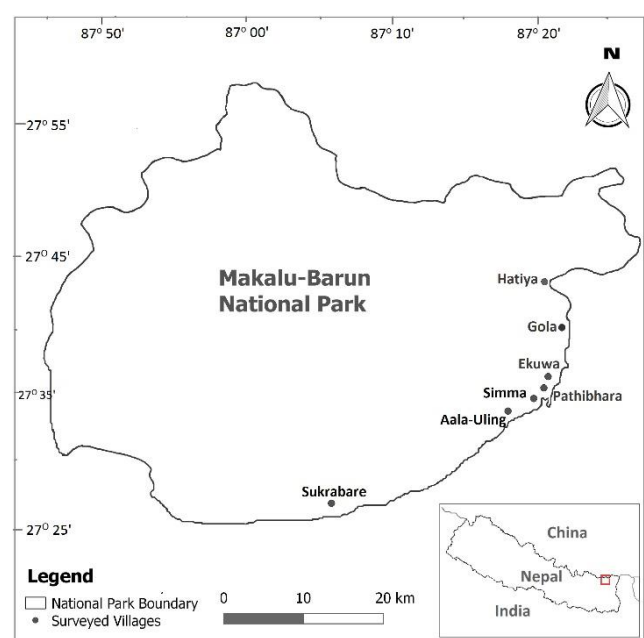 87° 50' 87° 00' 87° 10' 87° 20'
N
27° 55'
27° 45'
Makalu-Barun
National Park
Hatiya
Gola
Ekuwa
27° 35'
Simma
Pathibhara
Aala-Uling
Sukrabare
27° 25'
China
Nepal
India
Legend
National Park Boundary
Surveyed Villages
0 10 20 km